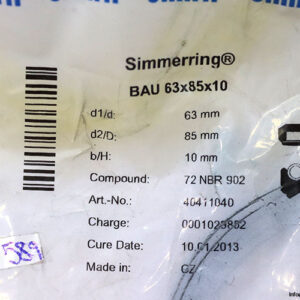 Simmerring®
BAU 63x85x10
d1/d: 63 mm
d2/D: 85 mm
b/H: 10 mm
Compound: 72 NBR 902
Art.-No.: 40411040
Charge: 0001023852
Cure Date: 10.01.2013
Made in: CZ
589